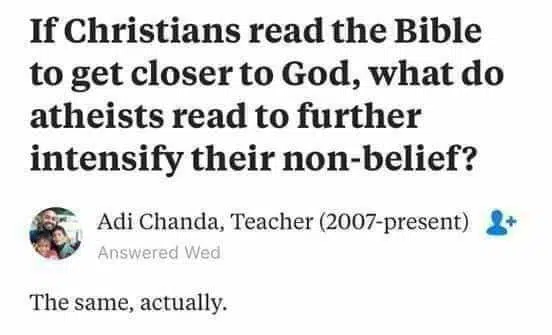 If Christians read the Bible
to get closer to God, what do
atheists read to further
intensify their non-belief?
Adi Chanda, Teacher (2007-present)
Answered Wed
The same, actually.